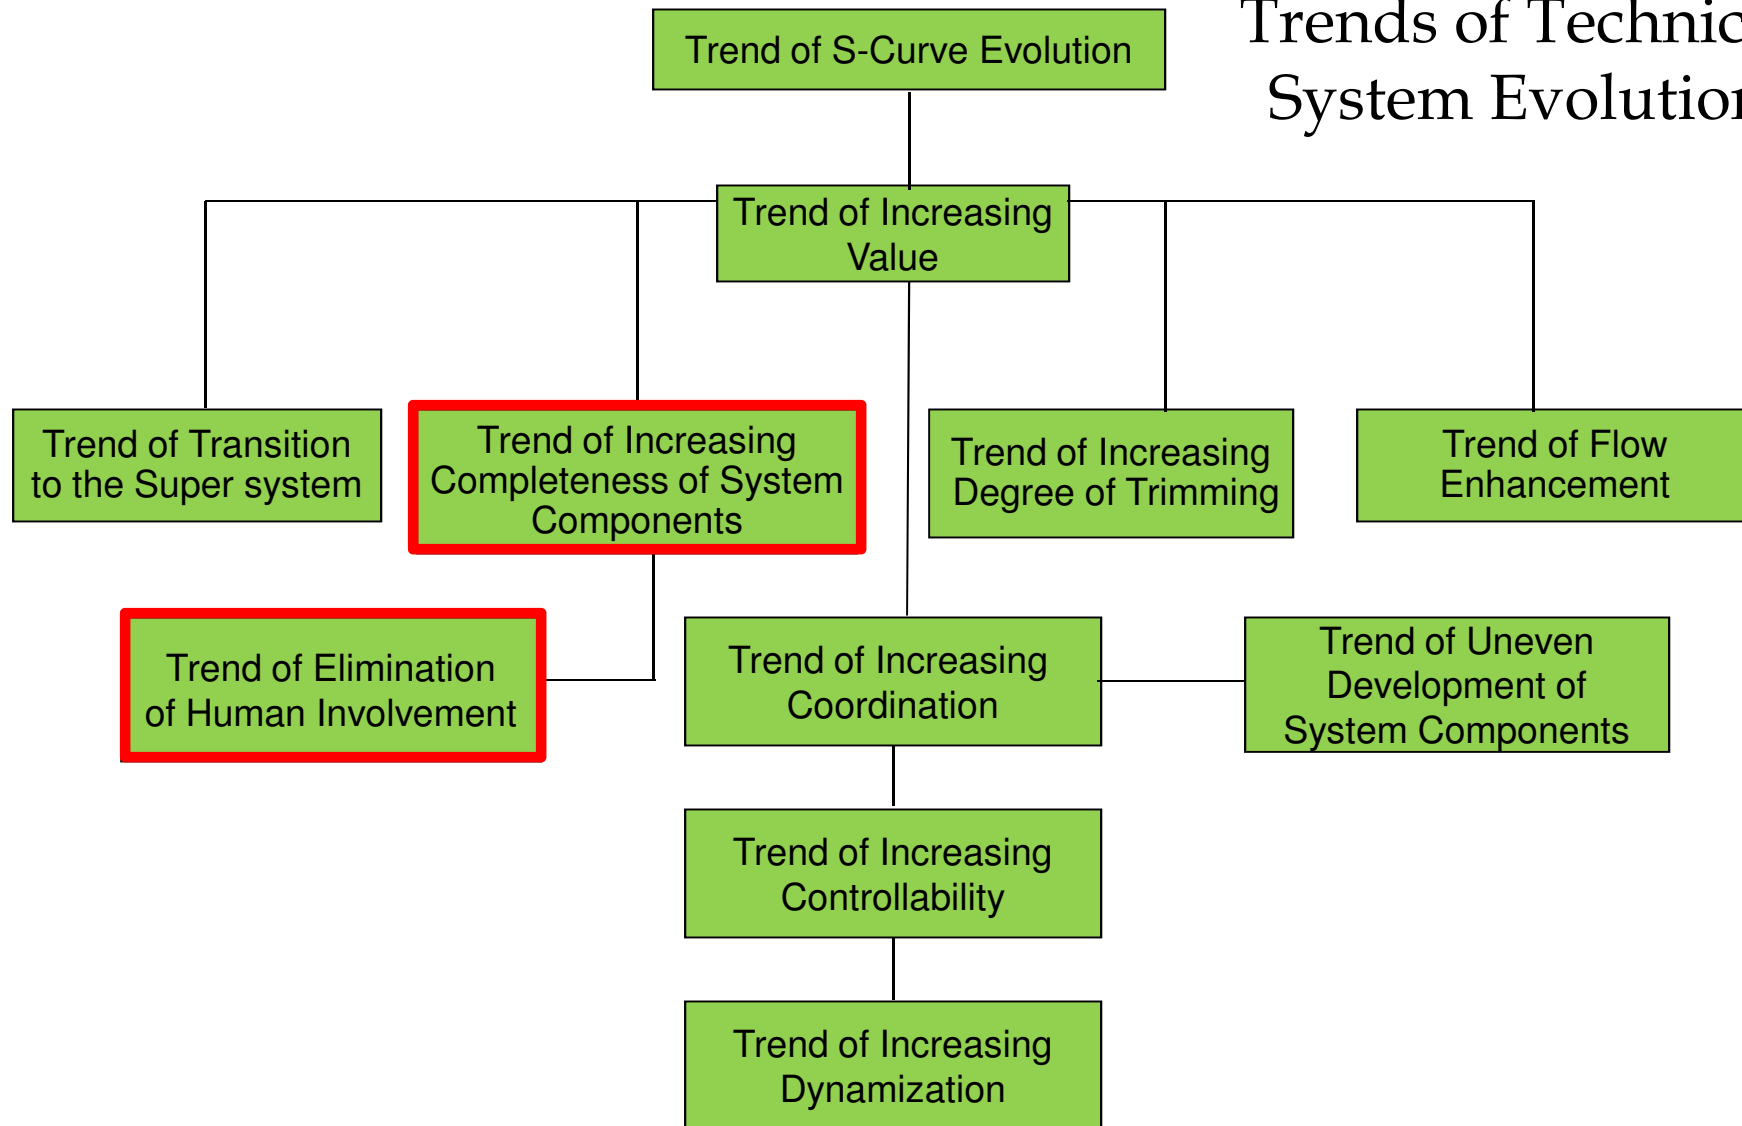 Trends of Technic
System Evolution
Trend of S-Curve Evolution
Trend of Increasing
Value
Trend of Transition
to the Super system
Trend of Increasing
Completeness of System
Components
Trend of Increasing
Degree of Trimming
Trend of Flow
Enhancement
Trend of Elimination
of Human Involvement
Trend of Increasing
Coordination
Trend of Uneven
Development of
System Components
Trend of Increasing
Controllability
Trend of Increasing
Dynamization